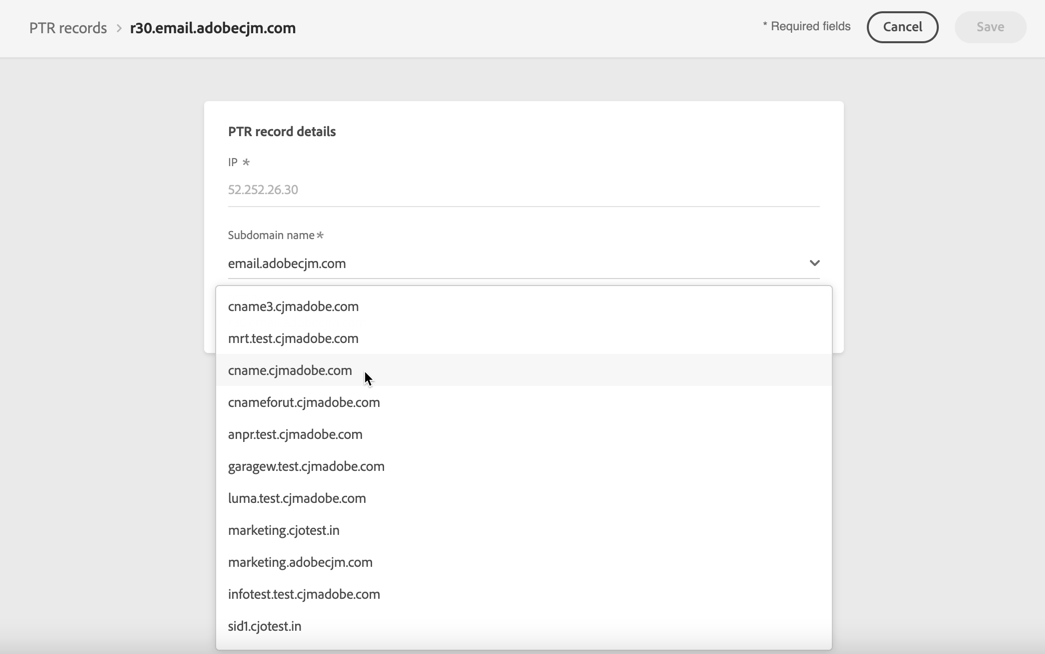 PTR records > r30.email.adobecjm.com
* Required fields
Cancel
Save
PTR record details
IP *
52.252.26.30
Subdomain name*
email.adobecjm.com
cname3.cjmadobe.com
mrt.test.cjmadobe.com
cname.cjmadobe.com
cnameforut.cjmadobe.com
anpr.test.cjmadobe.com
garagew.test.cjmadobe.com
luma.test.cjmadobe.com
marketing.cjotest.in
marketing.adobecjm.com
infotest.test.cjmadobe.com
sid1.cjotest.in